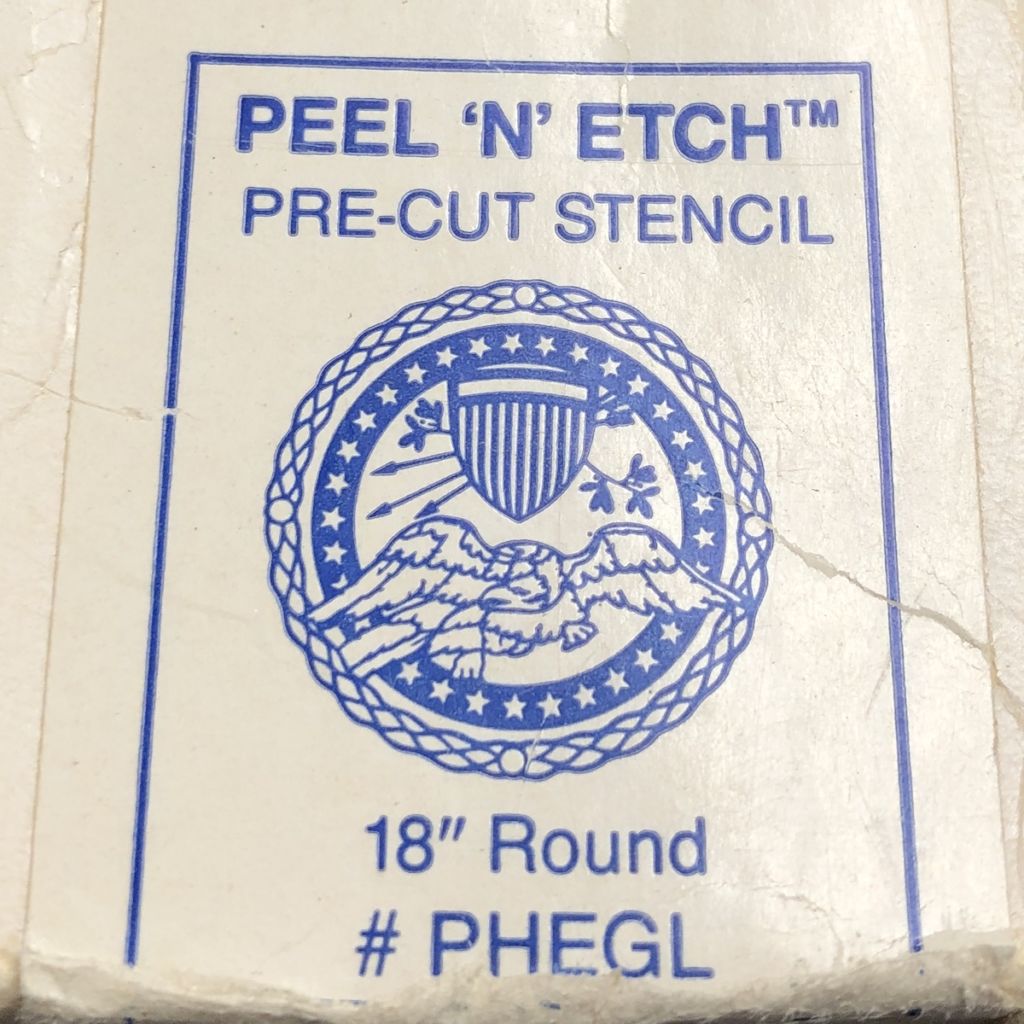 PEEL ‘N’ ETCH™
PRE-CUT STENCIL
18″ Round
# PHEGL